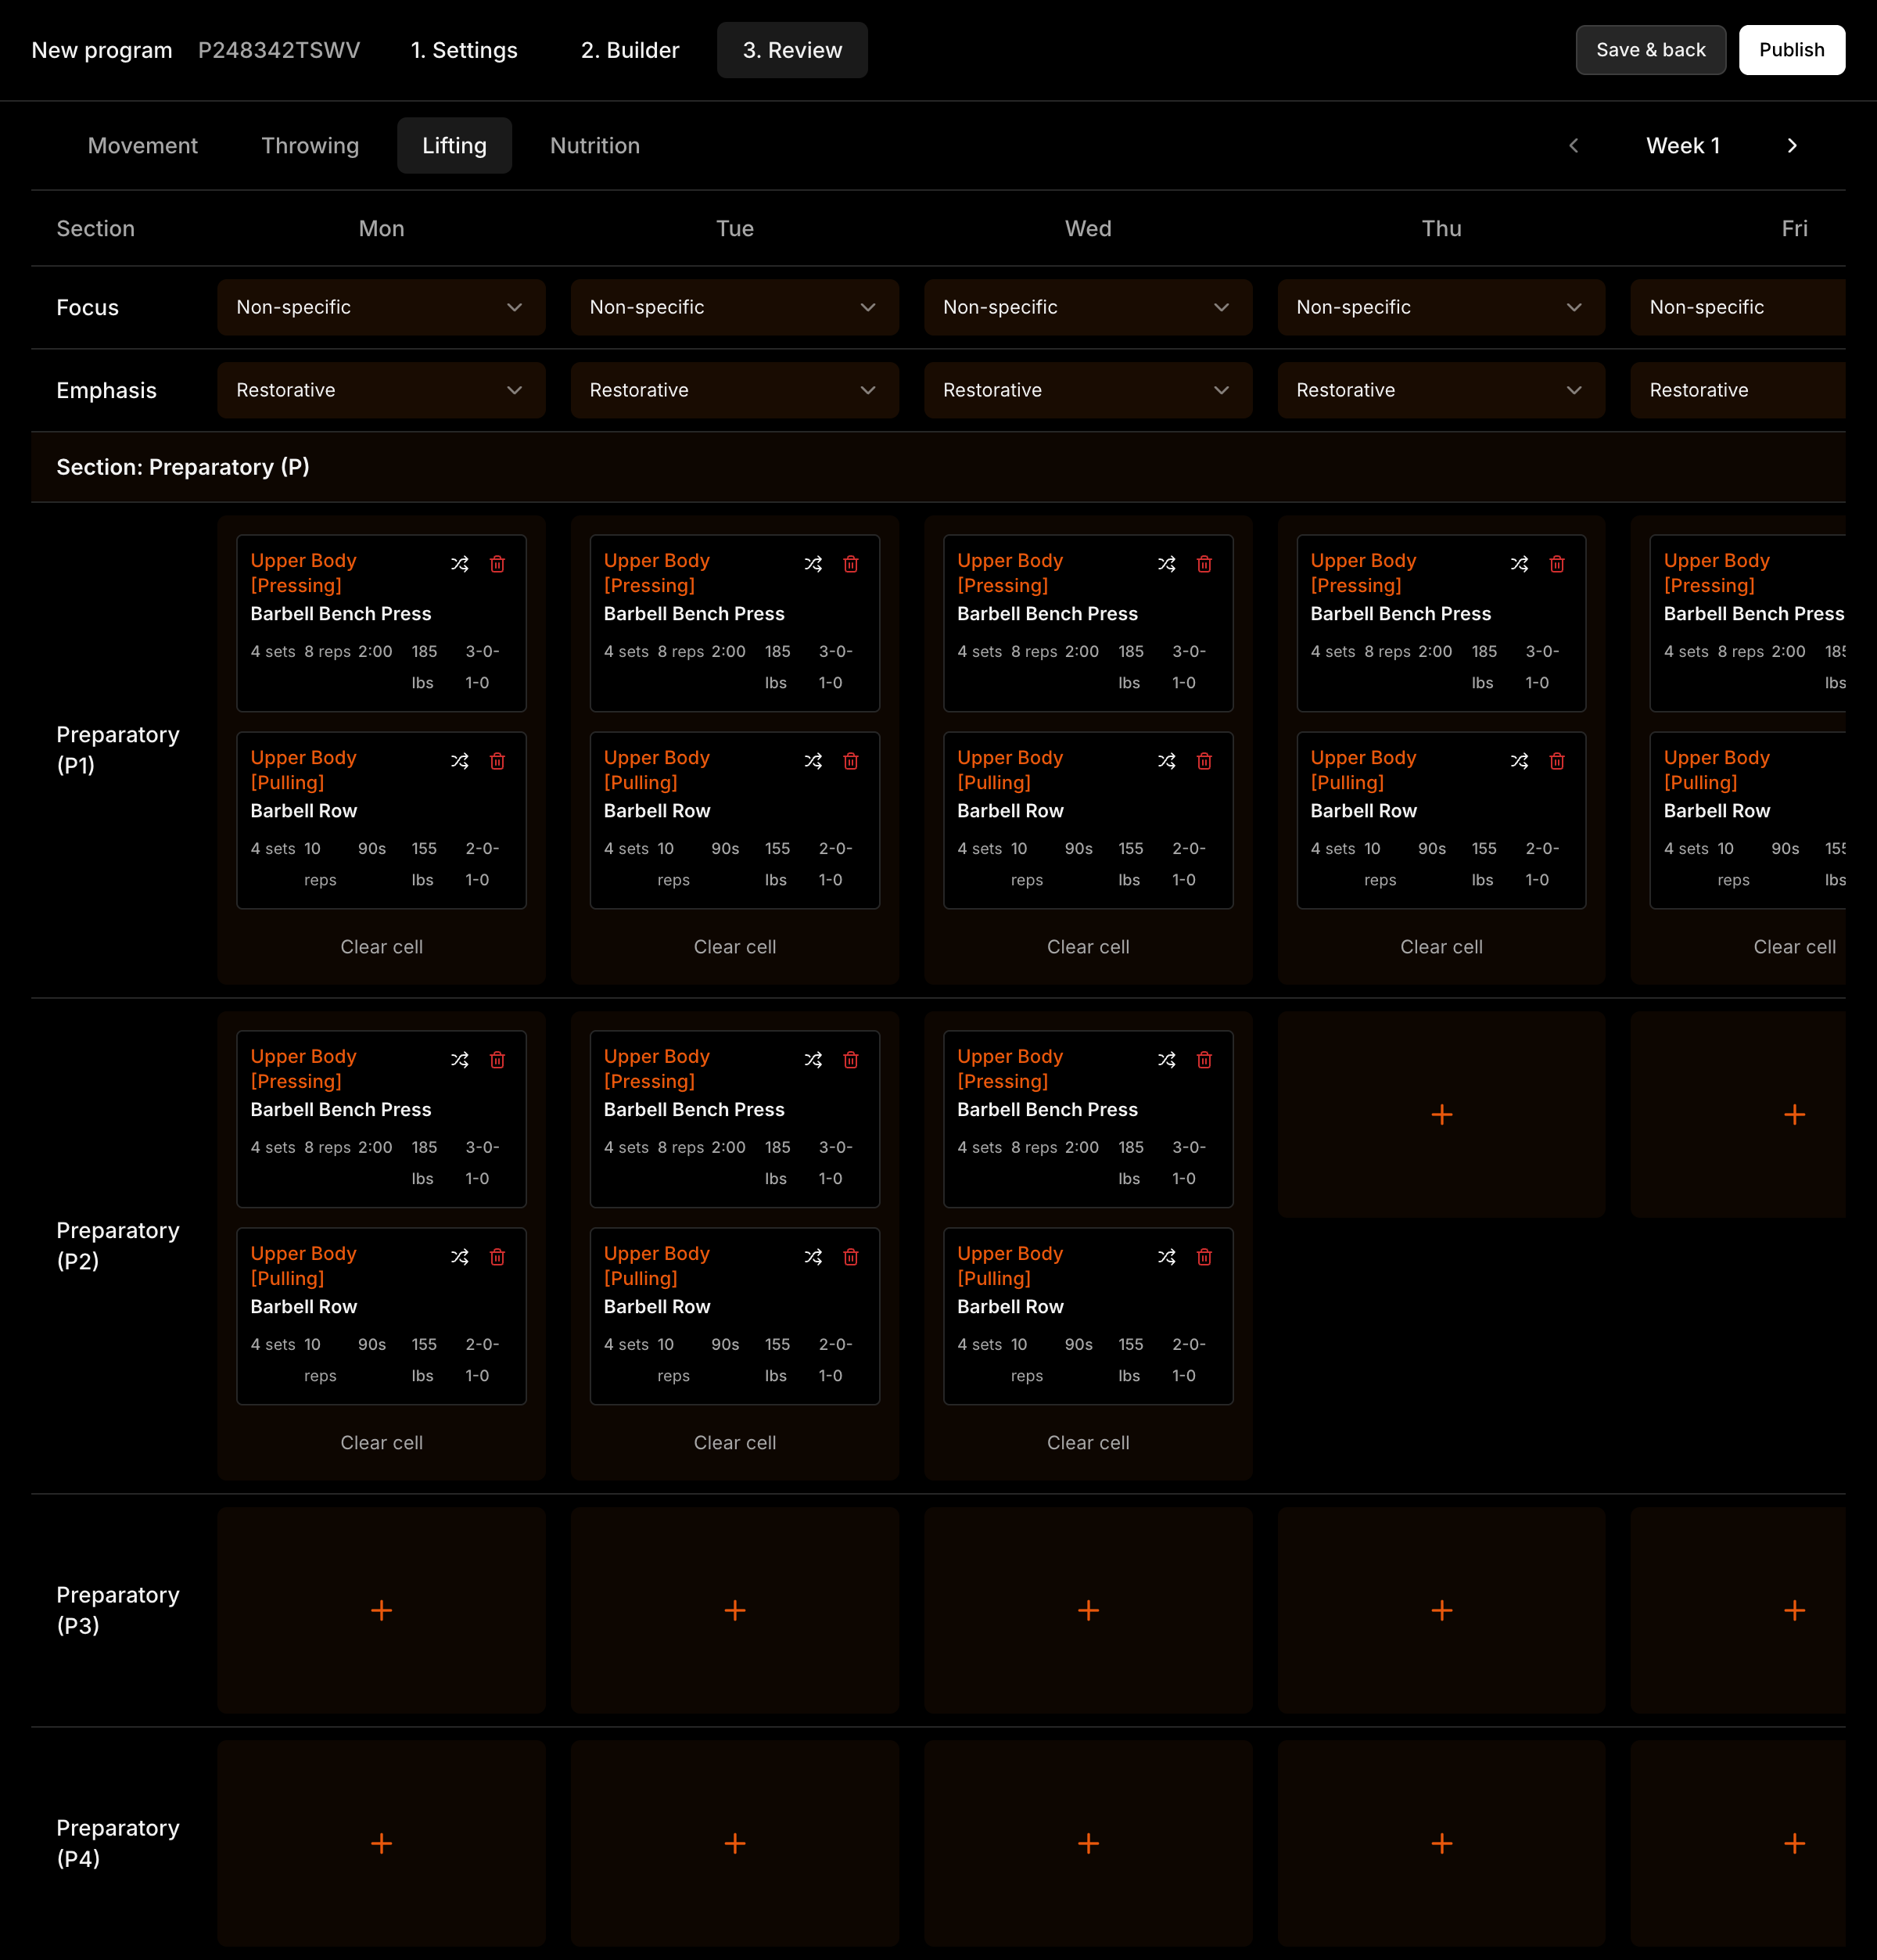 New program P248342TSWV 1. Settings 2. Builder 3. Review Save & back Publish
Movement Throwing Lifting Nutrition Week 1
Section Mon Tue Wed Thu Fri
Focus Non-specific Non-specific Non-specific Non-specific Non-specific
Emphasis Restorative Restorative Restorative Restorative Restorative
Section: Preparatory (P)
Preparatory
(P1)
Upper Body
[Pressing]
Barbell Bench Press
4 sets 8 reps 2:00 185 3-0-
lbs 1-0
Upper Body
[Pulling]
Barbell Row
4 sets 10 90s 155 2-0-
reps lbs 1-0
Clear cell
Upper Body
[Pressing]
Barbell Bench Press
4 sets 8 reps 2:00 185 3-0-
lbs 1-0
Upper Body
[Pulling]
Barbell Row
4 sets 10 90s 155 2-0-
reps lbs 1-0
Clear cell
Upper Body
[Pressing]
Barbell Bench Press
4 sets 8 reps 2:00 185 3-0-
lbs 1-0
Upper Body
[Pulling]
Barbell Row
4 sets 10 90s 155 2-0-
reps lbs 1-0
Clear cell
Upper Body
[Pressing]
Barbell Bench Press
4 sets 8 reps 2:00 185 3-0-
lbs 1-0
Upper Body
[Pulling]
Barbell Row
4 sets 10 90s 155 2-0-
reps lbs 1-0
Clear cell
Upper Body
[Pressing]
Barbell Bench Press
4 sets 8 reps 2:00 185
lbs
Upper Body
[Pulling]
Barbell Row
4 sets 10 90s 155
reps lbs
Clear cell
Preparatory
(P2)
Upper Body
[Pressing]
Barbell Bench Press
4 sets 8 reps 2:00 185 3-0-
lbs 1-0
Upper Body
[Pulling]
Barbell Row
4 sets 10 90s 155 2-0-
reps lbs 1-0
Clear cell
Upper Body
[Pressing]
Barbell Bench Press
4 sets 8 reps 2:00 185 3-0-
lbs 1-0
Upper Body
[Pulling]
Barbell Row
4 sets 10 90s 155 2-0-
reps lbs 1-0
Clear cell
Upper Body
[Pressing]
Barbell Bench Press
4 sets 8 reps 2:00 185 3-0-
lbs 1-0
Upper Body
[Pulling]
Barbell Row
4 sets 10 90s 155 2-0-
reps lbs 1-0
Clear cell
Preparatory
(P3)
Preparatory
(P4)